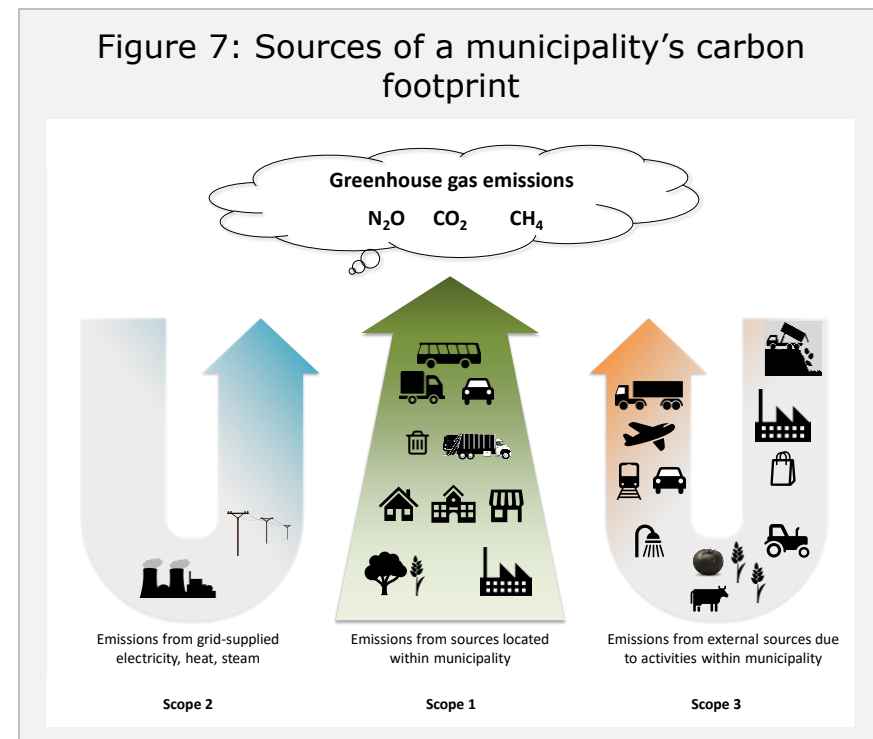 Figure 7: Sources of a municipality’s carbon
footprint
Greenhouse gas emissions
N₂O CO₂ CH₄
Emissions from grid-supplied
electricity, heat, steam
Scope 2
Emissions from sources located
within municipality
Scope 1
Emissions from external sources due
to activities within municipality
Scope 3